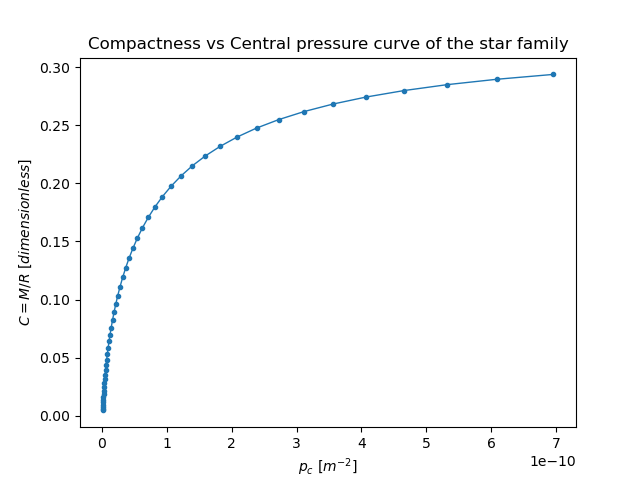 Compactness vs Central pressure curve of the star family
0.30
0.25
0.20
0.15
0.10
0.05
0.00
C = M/R [dimensionless]
0 1 2 3 4 5 6 7
1e−10
p_c [m^{−2}]